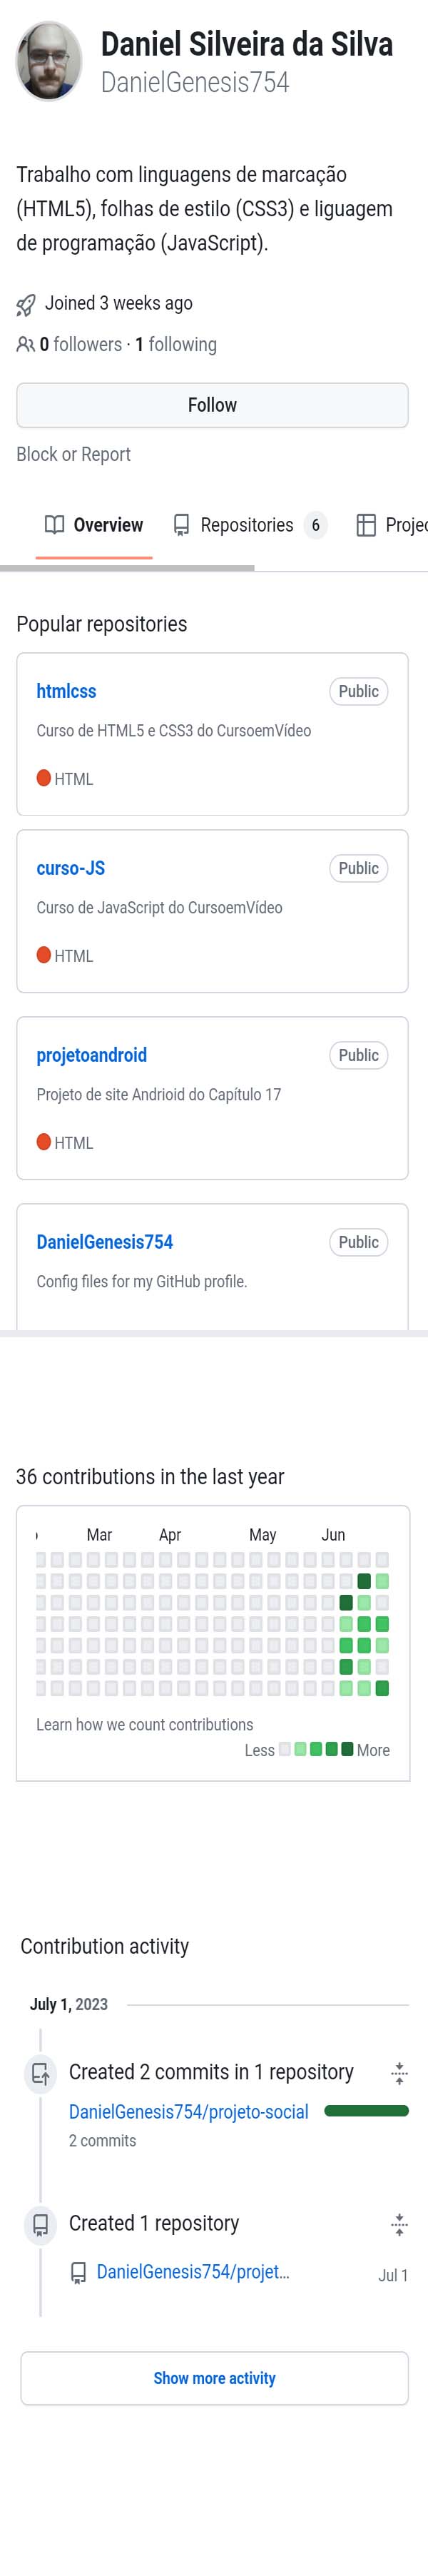 Daniel Silveira da Silva
DanielGenesis754
Trabalho com linguagens de marcação
(HTML5), folhas de estilo (CSS3) e liguagem
de programação (JavaScript).
Joined 3 weeks ago
0 followers · 1 following
Follow
Block or Report
Overview Repositories 6 Projec
Popular repositories
htmlcss Public
Curso de HTML5 e CSS3 do CursoemVídeo
HTML
curso-JS Public
Curso de JavaScript do CursoemVídeo
HTML
projetoandroid Public
Projeto de site Andrioid do Capítulo 17
HTML
DanielGenesis754 Public
Config files for my GitHub profile.
36 contributions in the last year
Mar Apr May Jun
Learn how we count contributions
Less More
Contribution activity
July 1, 2023
Created 2 commits in 1 repository
DanielGenesis754/projeto-social
2 commits
Created 1 repository
DanielGenesis754/projet... Jul 1
Show more activity